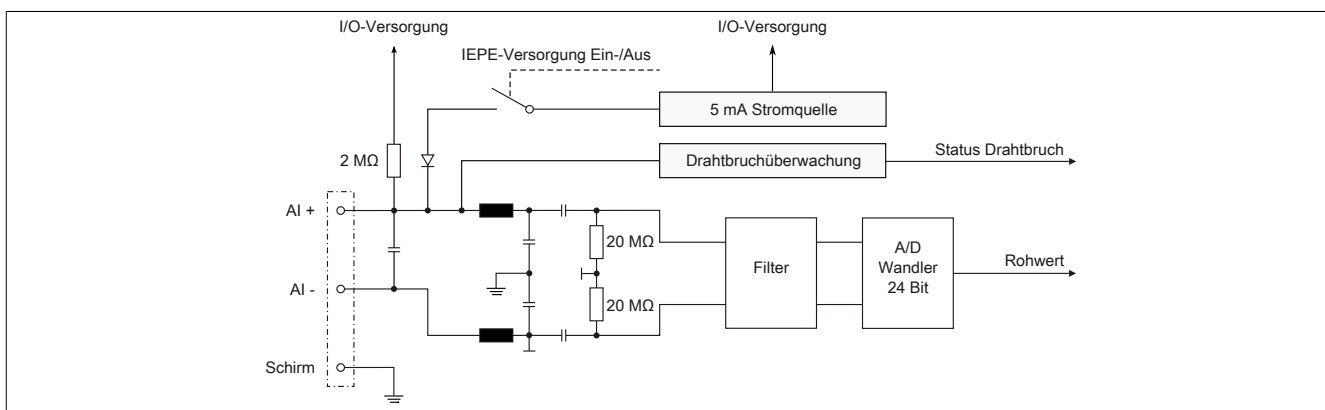 I/O-Versorgung
I/O-Versorgung
IEPE-Versorgung Ein-/Aus
5 mA Stromquelle
2 MΩ
Drahtbruchüberwachung
Status Drahtbruch
AI +
20 MΩ
Filter
A/D
Wandler
24 Bit
Rohwert
AI -
20 MΩ
Schirm